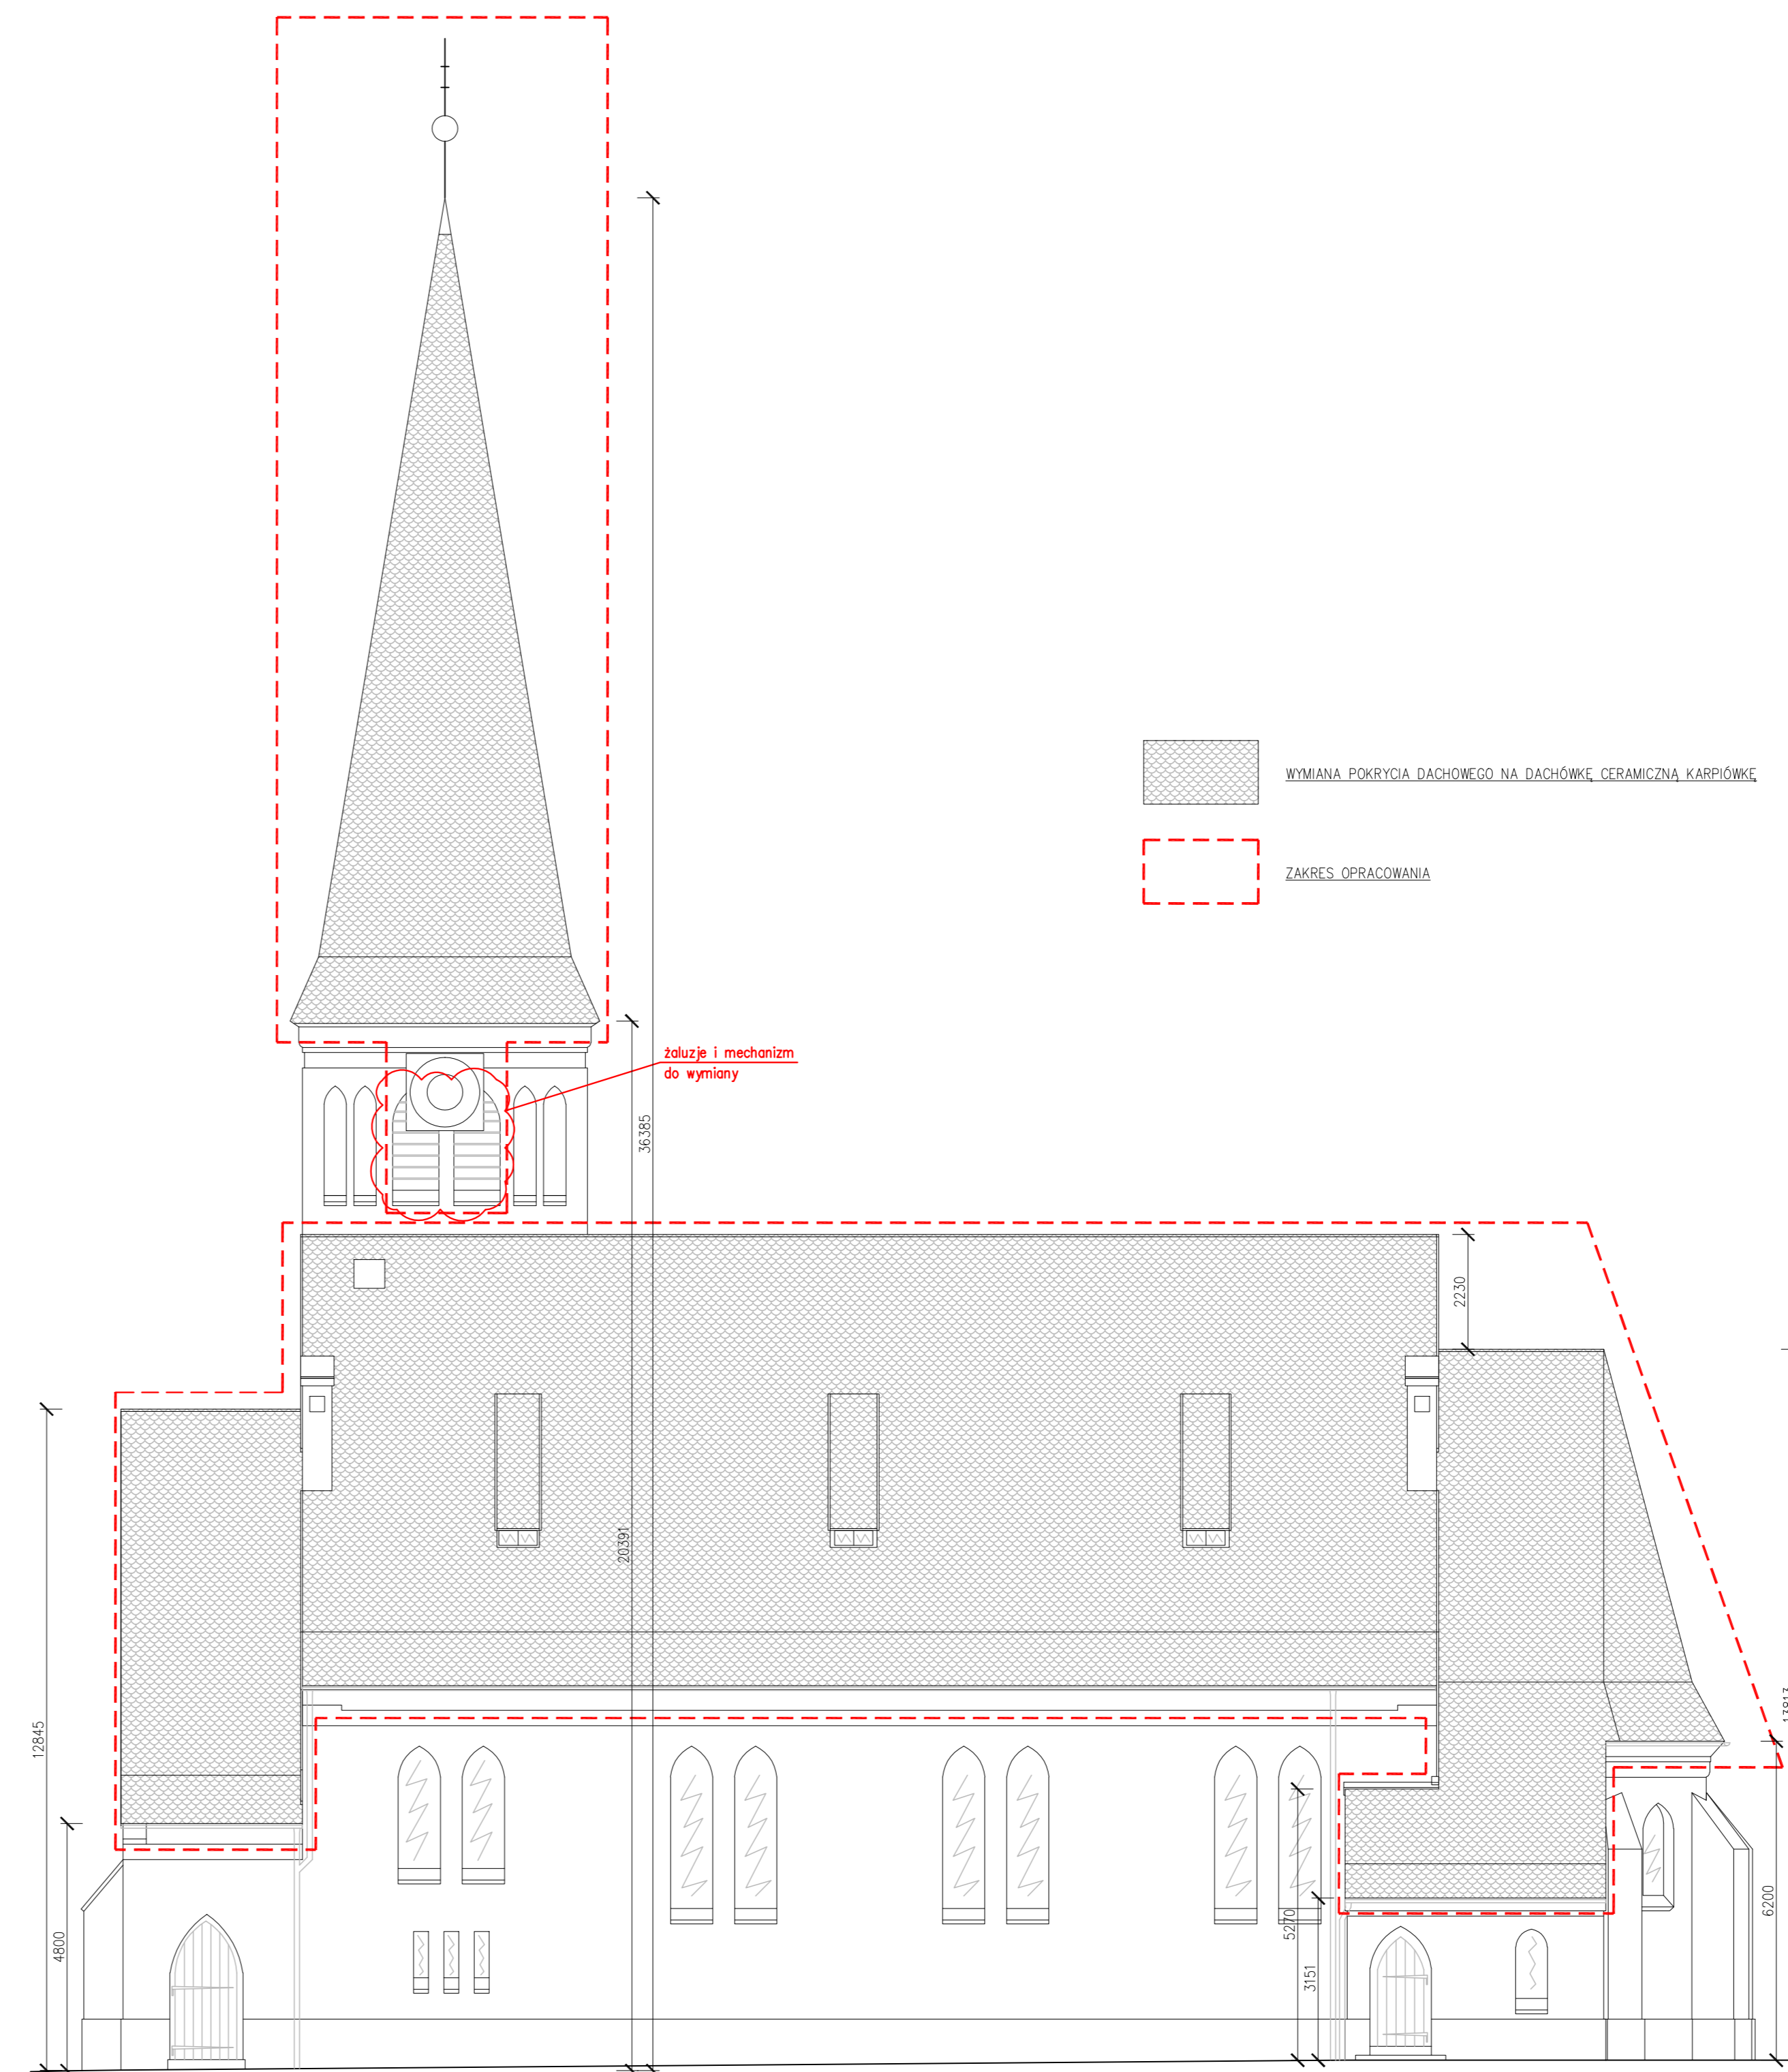 WYMIANA POKRYCIA DACHOWEGO NA DACHÓWKĘ CERAMICZNĄ KARPIÓWKĘ
ZAKRES OPRACOWANIA
żaluzje i mechanizm
do wymiany
36385
2230
20391
12845
13813
6200
5270
4800
3151